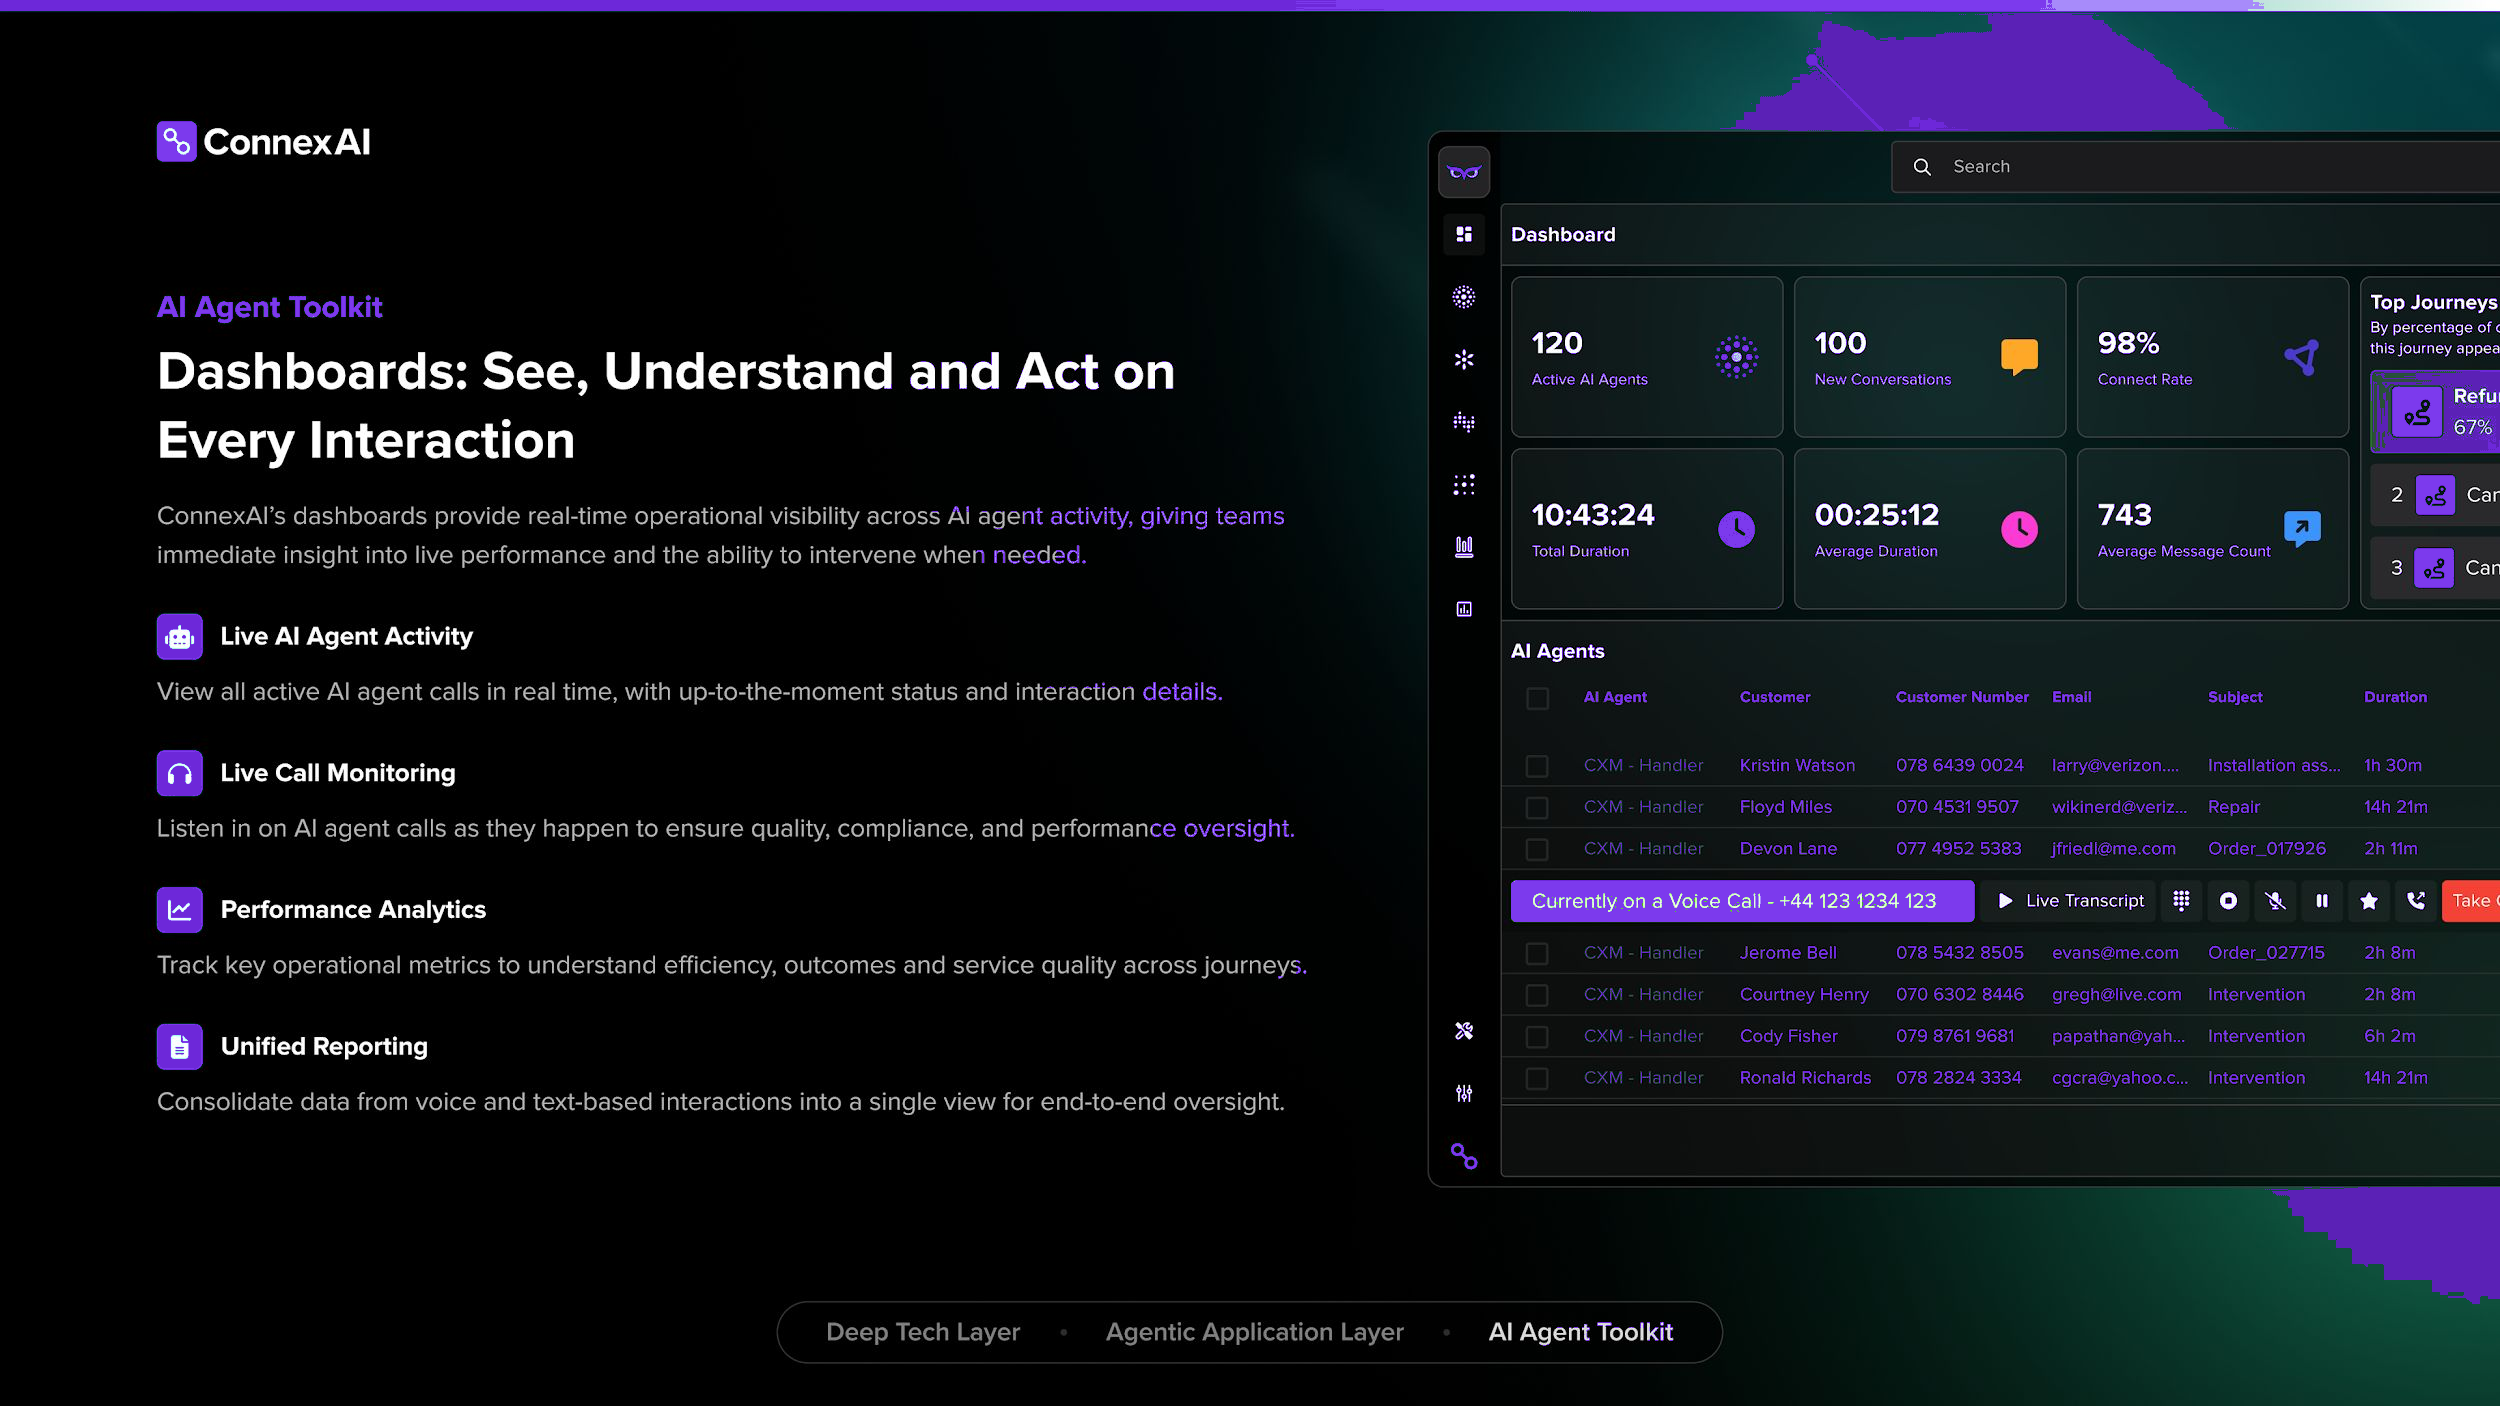 ConnexAI
AI Agent Toolkit
Dashboards: See, Understand and Act on
Every Interaction
ConnexAI’s dashboards provide real-time operational visibility across AI agent activity, giving teams
immediate insight into live performance and the ability to intervene when needed.
Live AI Agent Activity
View all active AI agent calls in real time, with up-to-the-moment status and interaction details.
Live Call Monitoring
Listen in on AI agent calls as they happen to ensure quality, compliance, and performance oversight.
Performance Analytics
Track key operational metrics to understand efficiency, outcomes and service quality across journeys.
Unified Reporting
Consolidate data from voice and text-based interactions into a single view for end-to-end oversight.
Search
Dashboard
120
Active AI Agents
100
New Conversations
98%
Connect Rate
10:43:24
Total Duration
00:25:12
Average Duration
743
Average Message Count
Top Journeys
By percentage of
this journey appea
Refu
67%
2 Can
3 Can
AI Agents
AI Agent Customer Customer Number Email Subject Duration
CXM - Handler Kristin Watson 078 6439 0024 larry@verizon.... Installation ass... 1h 30m
CXM - Handler Floyd Miles 070 4531 9507 wikinerd@veriz... Repair 14h 21m
CXM - Handler Devon Lane 077 4952 5383 jfriedl@me.com Order_017926 2h 11m
Currently on a Voice Call - +44 123 1234 123 Live Transcript Take
CXM - Handler Jerome Bell 078 5432 8505 evans@me.com Order_027715 2h 8m
CXM - Handler Courtney Henry 070 6302 8446 gregh@live.com Intervention 2h 8m
CXM - Handler Cody Fisher 079 8761 9681 papathan@yah... Intervention 6h 2m
CXM - Handler Ronald Richards 078 2824 3334 cgcra@yahoo.c... Intervention 14h 21m
Deep Tech Layer • Agentic Application Layer • AI Agent Toolkit